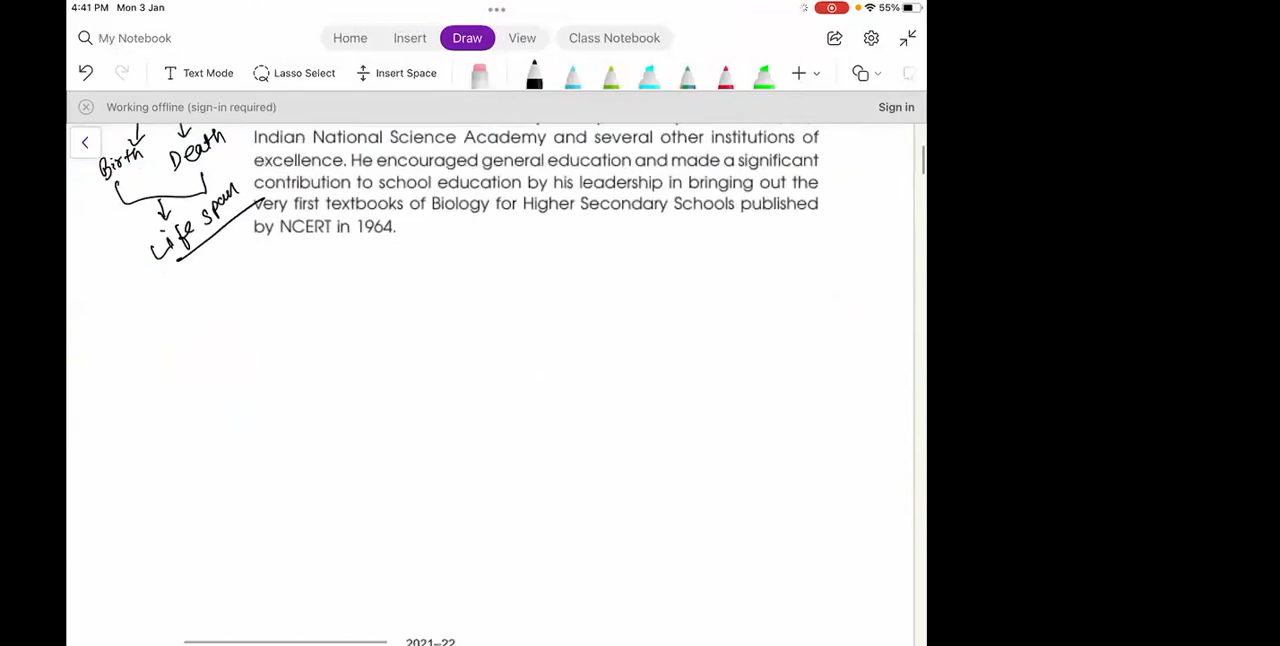 4:41 PM Mon 3 Jan
55%
My Notebook
Home Insert Draw View Class Notebook
Text Mode Lasso Select Insert Space
Working offline (sign-in required) Sign in
Birth Death
Life span
Indian National Science Academy and several other institutions of
excellence. He encouraged general education and made a significant
contribution to school education by his leadership in bringing out the
very first textbooks of Biology for Higher Secondary Schools published
by NCERT in 1964.
2021–22